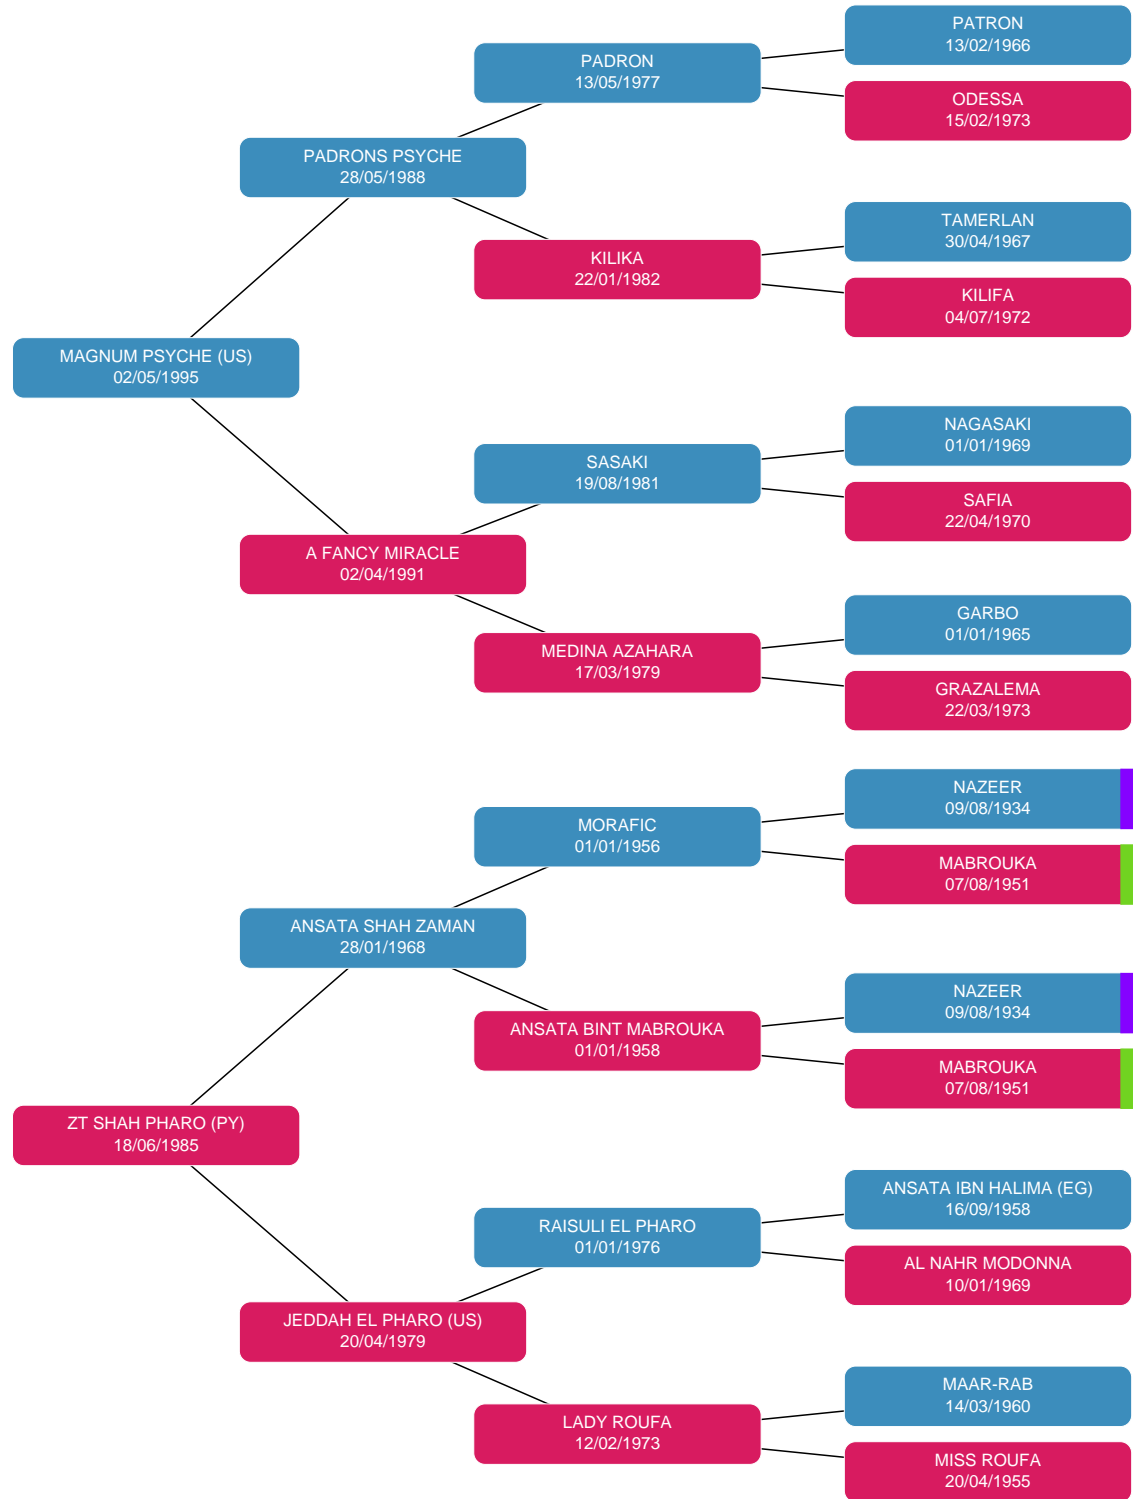 PATRON
13/02/1966
PADRON
13/05/1977
ODESSA
15/02/1973
PADRONS PSYCHE
28/05/1988
TAMERLAN
30/04/1967
KILIKA
22/01/1982
KILIFA
04/07/1972
MAGNUM PSYCHE (US)
02/05/1995
NAGASAKI
01/01/1969
SASAKI
19/08/1981
SAFIA
22/04/1970
A FANCY MIRACLE
02/04/1991
GARBO
01/01/1965
MEDINA AZAHARA
17/03/1979
GRAZALEMA
22/03/1973
NAZEER
09/08/1934
MORAFIC
01/01/1956
MABROUKA
07/08/1951
ANSATA SHAH ZAMAN
28/01/1968
NAZEER
09/08/1934
ANSATA BINT MABROUKA
01/01/1958
MABROUKA
07/08/1951
ZT SHAH PHARO (PY)
18/06/1985
ANSATA IBN HALIMA (EG)
16/09/1958
RAISULI EL PHARO
01/01/1976
AL NAHR MODONNA
10/01/1969
JEDDAH EL PHARO (US)
20/04/1979
MAAR-RAB
14/03/1960
LADY ROUFA
12/02/1973
MISS ROUFA
20/04/1955